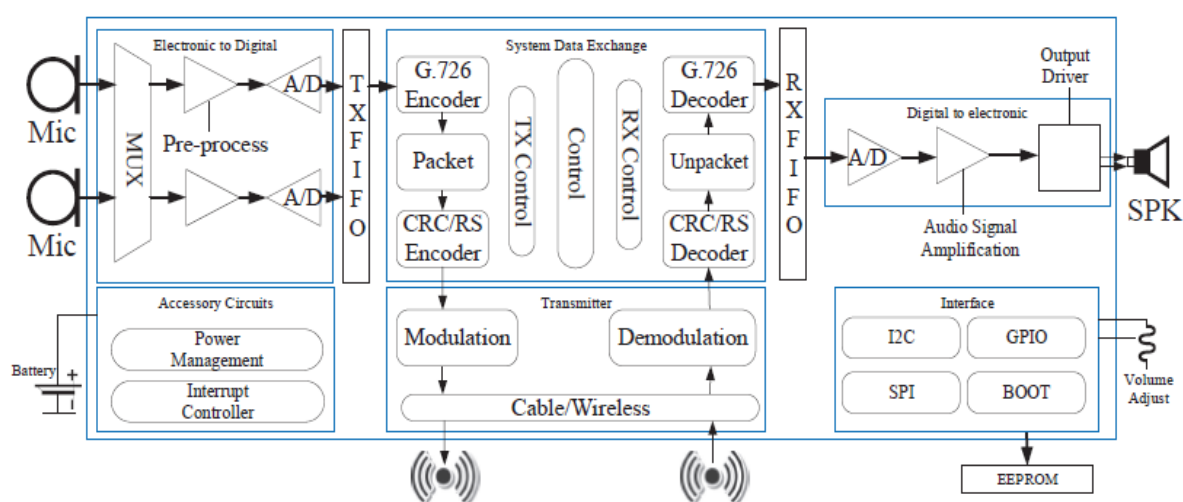 Electronic to Digital
Mic
Mic
MUX
Pre-process
A/D
A/D
TXFIFO
System Data Exchange
G.726
Encoder
Packet
CRC/RS
Encoder
TX Control
Control
RX Control
G.726
Decoder
Unpacket
CRC/RS
Decoder
RXFIFO
Output
Driver
Digital to electronic
A/D
Audio Signal
Amplification
SPK
Accessory Circuits
Power
Management
Interrupt
Controller
Battery
+
-
Transmitter
Modulation
Demodulation
Cable/Wireless
Interface
I2C
GPIO
SPI
BOOT
Volume
Adjust
EEPROM